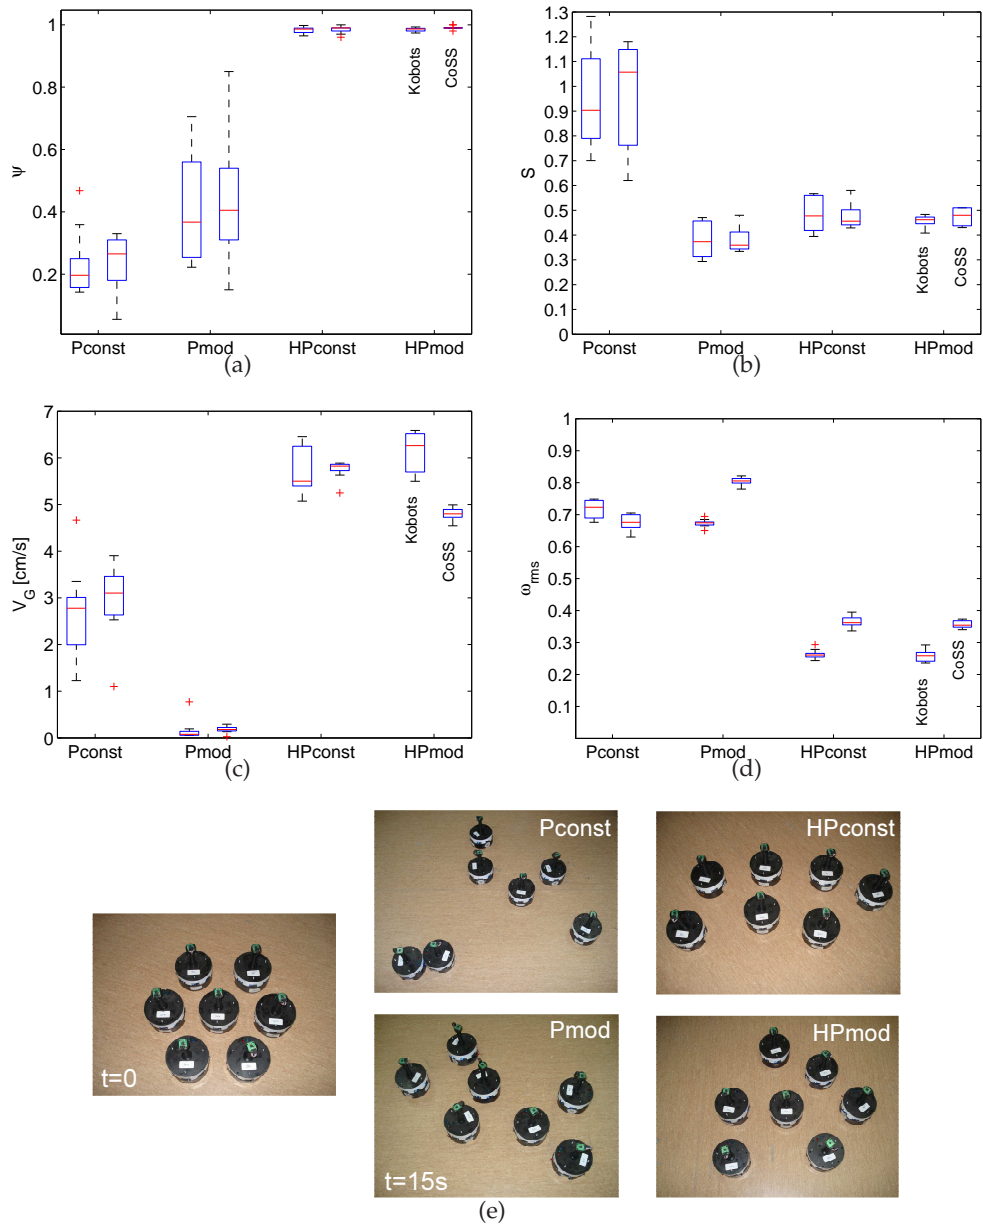 1
0.8
0.6
0.4
0.2
ψ
Kobots
CoSS
Pconst Pmod HPconst HPmod
(a)
1.3
1.2
1.1
1
0.9
0.8
0.7
0.6
0.5
0.4
0.3
0.2
0.1
0
S
Kobots
CoSS
Pconst Pmod HPconst HPmod
(b)
7
6
5
4
3
2
1
0
V_G [cm/s]
Kobots
CoSS
Pconst Pmod HPconst HPmod
(c)
1
0.9
0.8
0.7
0.6
0.5
0.4
0.3
0.2
0.1
ω_rms
Kobots
CoSS
Pconst Pmod HPconst HPmod
(d)
t=0
Pconst
HPconst
Pmod
t=15s
HPmod
(e)